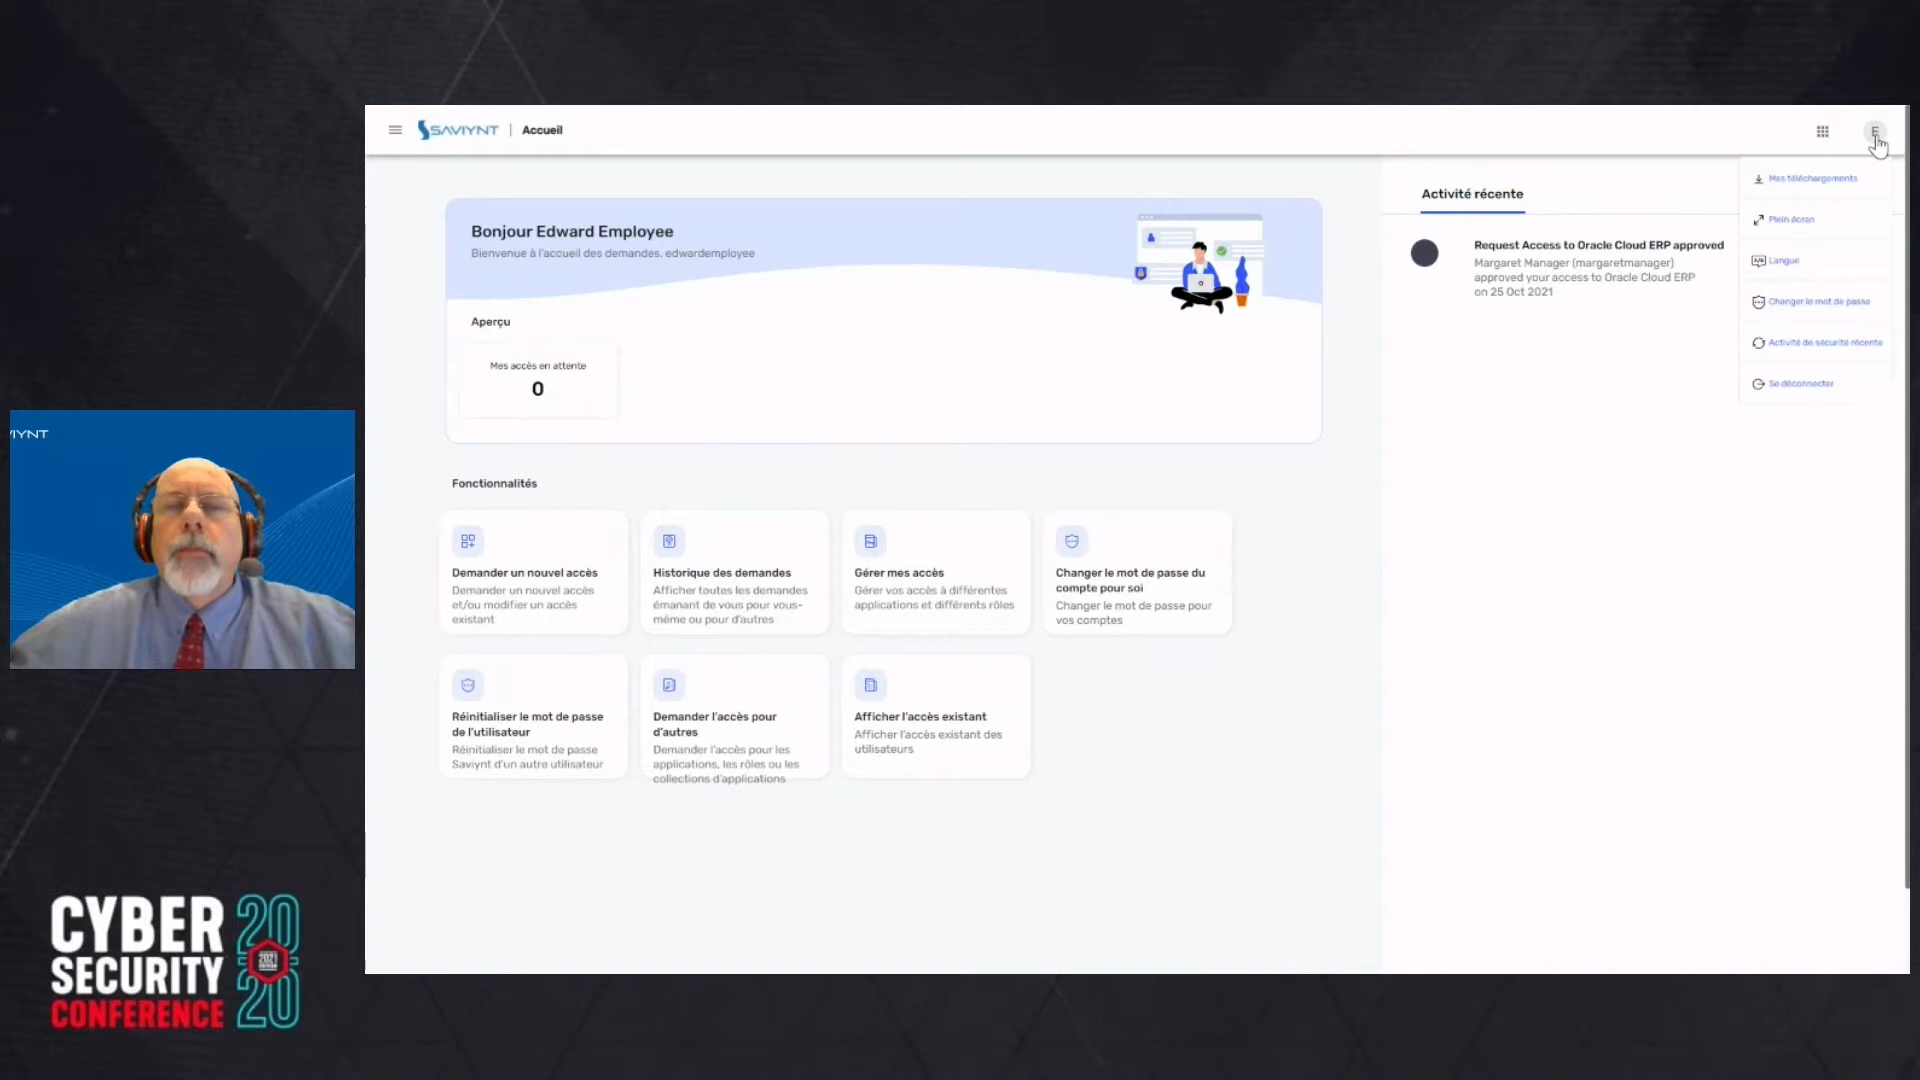 SAVIYNT
Accueil
E
Bonjour Edward Employee
Bienvenue à l'accueil des demandes, edwardemployee
Aperçu
Mes accès en attente
0
Fonctionnalités
Demander un nouvel accès
Demander un nouvel accès
et/ou modifier un accès
existant
Historique des demandes
Afficher toutes les demandes
émanant de vous pour vous-
même ou pour d'autres
Gérer mes accès
Gérer vos accès à différentes
applications et différents rôles
Changer le mot de passe du
compte pour soi
Changer le mot de passe pour
vos comptes
Réinitialiser le mot de passe
de l'utilisateur
Réinitialiser le mot de passe
Saviynt d'un autre utilisateur
Demander l'accès pour
d'autres
Demander l'accès pour les
applications, les rôles ou les
collections d'applications
Afficher l'accès existant
Afficher l'accès existant des
utilisateurs
Activité récente
Request Access to Oracle Cloud ERP approved
Margaret Manager (margaretmanager)
approved your access to Oracle Cloud ERP
on 25 Oct 2021
Mes téléchargements
Plein écran
Langue
Changer le mot de passe
Activité de sécurité récente
Se déconnecter
IYNT
CYBER
SECURITY
CONFERENCE
20
2021
20